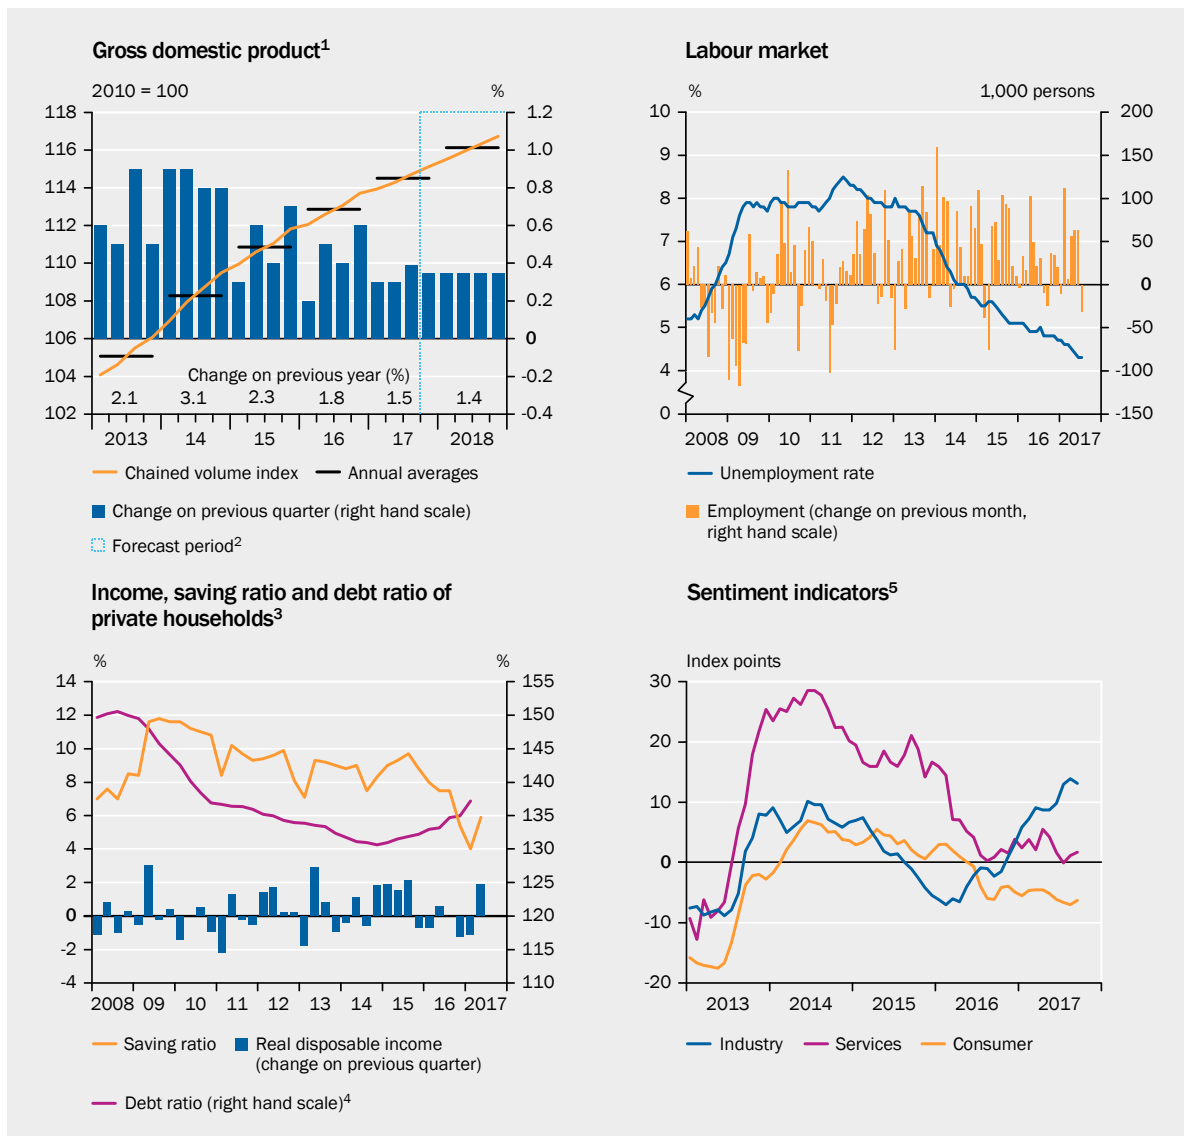 Gross domestic product1
2010 = 100 %
118 1.2
116 1.0
114 0.8
112 0.6
110 0.4
108 0.2
106 0
104 -0.2
102 -0.4
Change on previous year (%)
2.1 3.1 2.3 1.8 1.5 1.4
2013 14 15 16 17 2018
Chained volume index Annual averages
Change on previous quarter (right hand scale)
Forecast period2
Labour market
% 1,000 persons
10 200
9 150
8 100
7 50
6 0
5 -50
4 -100
0 -150
2008 09 10 11 12 13 14 15 16 2017
Unemployment rate
Employment (change on previous month,
right hand scale)
Income, saving ratio and debt ratio of
private households3
% %
14 155
12 150
10 145
8 140
6 135
4 130
2 125
0 120
-2 115
-4 110
2008 09 10 11 12 13 14 15 16 2017
Saving ratio Real disposable income
(change on previous quarter)
Debt ratio (right hand scale)4
Sentiment indicators5
Index points
30
20
10
0
-10
-20
2013 2014 2015 2016 2017
Industry Services Consumer